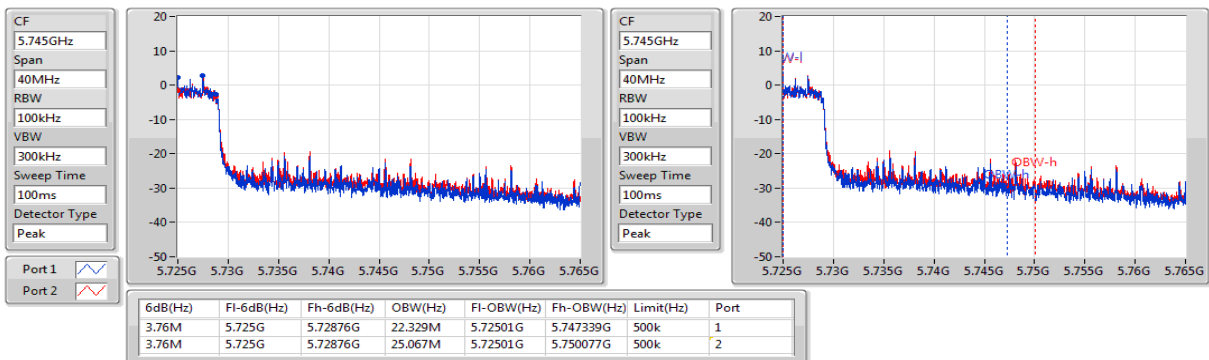 CF
5.745GHz
Span
40MHz
RBW
100kHz
VBW
300kHz
Sweep Time
100ms
Detector Type
Peak
Port 1
Port 2
20
10
0
-10
-20
-30
-40
-50
5.725G 5.73G 5.735G 5.74G 5.745G 5.75G 5.755G 5.76G 5.765G
CF
5.745GHz
Span
40MHz
RBW
100kHz
VBW
300kHz
Sweep Time
100ms
Detector Type
Peak
20
10
0
-10
-20
-30
-40
-50
W-l
OBW-h
OBW-h
5.725G 5.73G 5.735G 5.74G 5.745G 5.750G 5.755G 5.76G 5.765G
6dB(Hz) Fl-6dB(Hz) Fh-6dB(Hz) OBW(Hz) Fl-OBW(Hz) Fh-OBW(Hz) Limit(Hz) Port
3.76M 5.725G 5.72876G 22.329M 5.72501G 5.747339G 500k 1
3.76M 5.725G 5.72876G 25.067M 5.72501G 5.750077G 500k 2